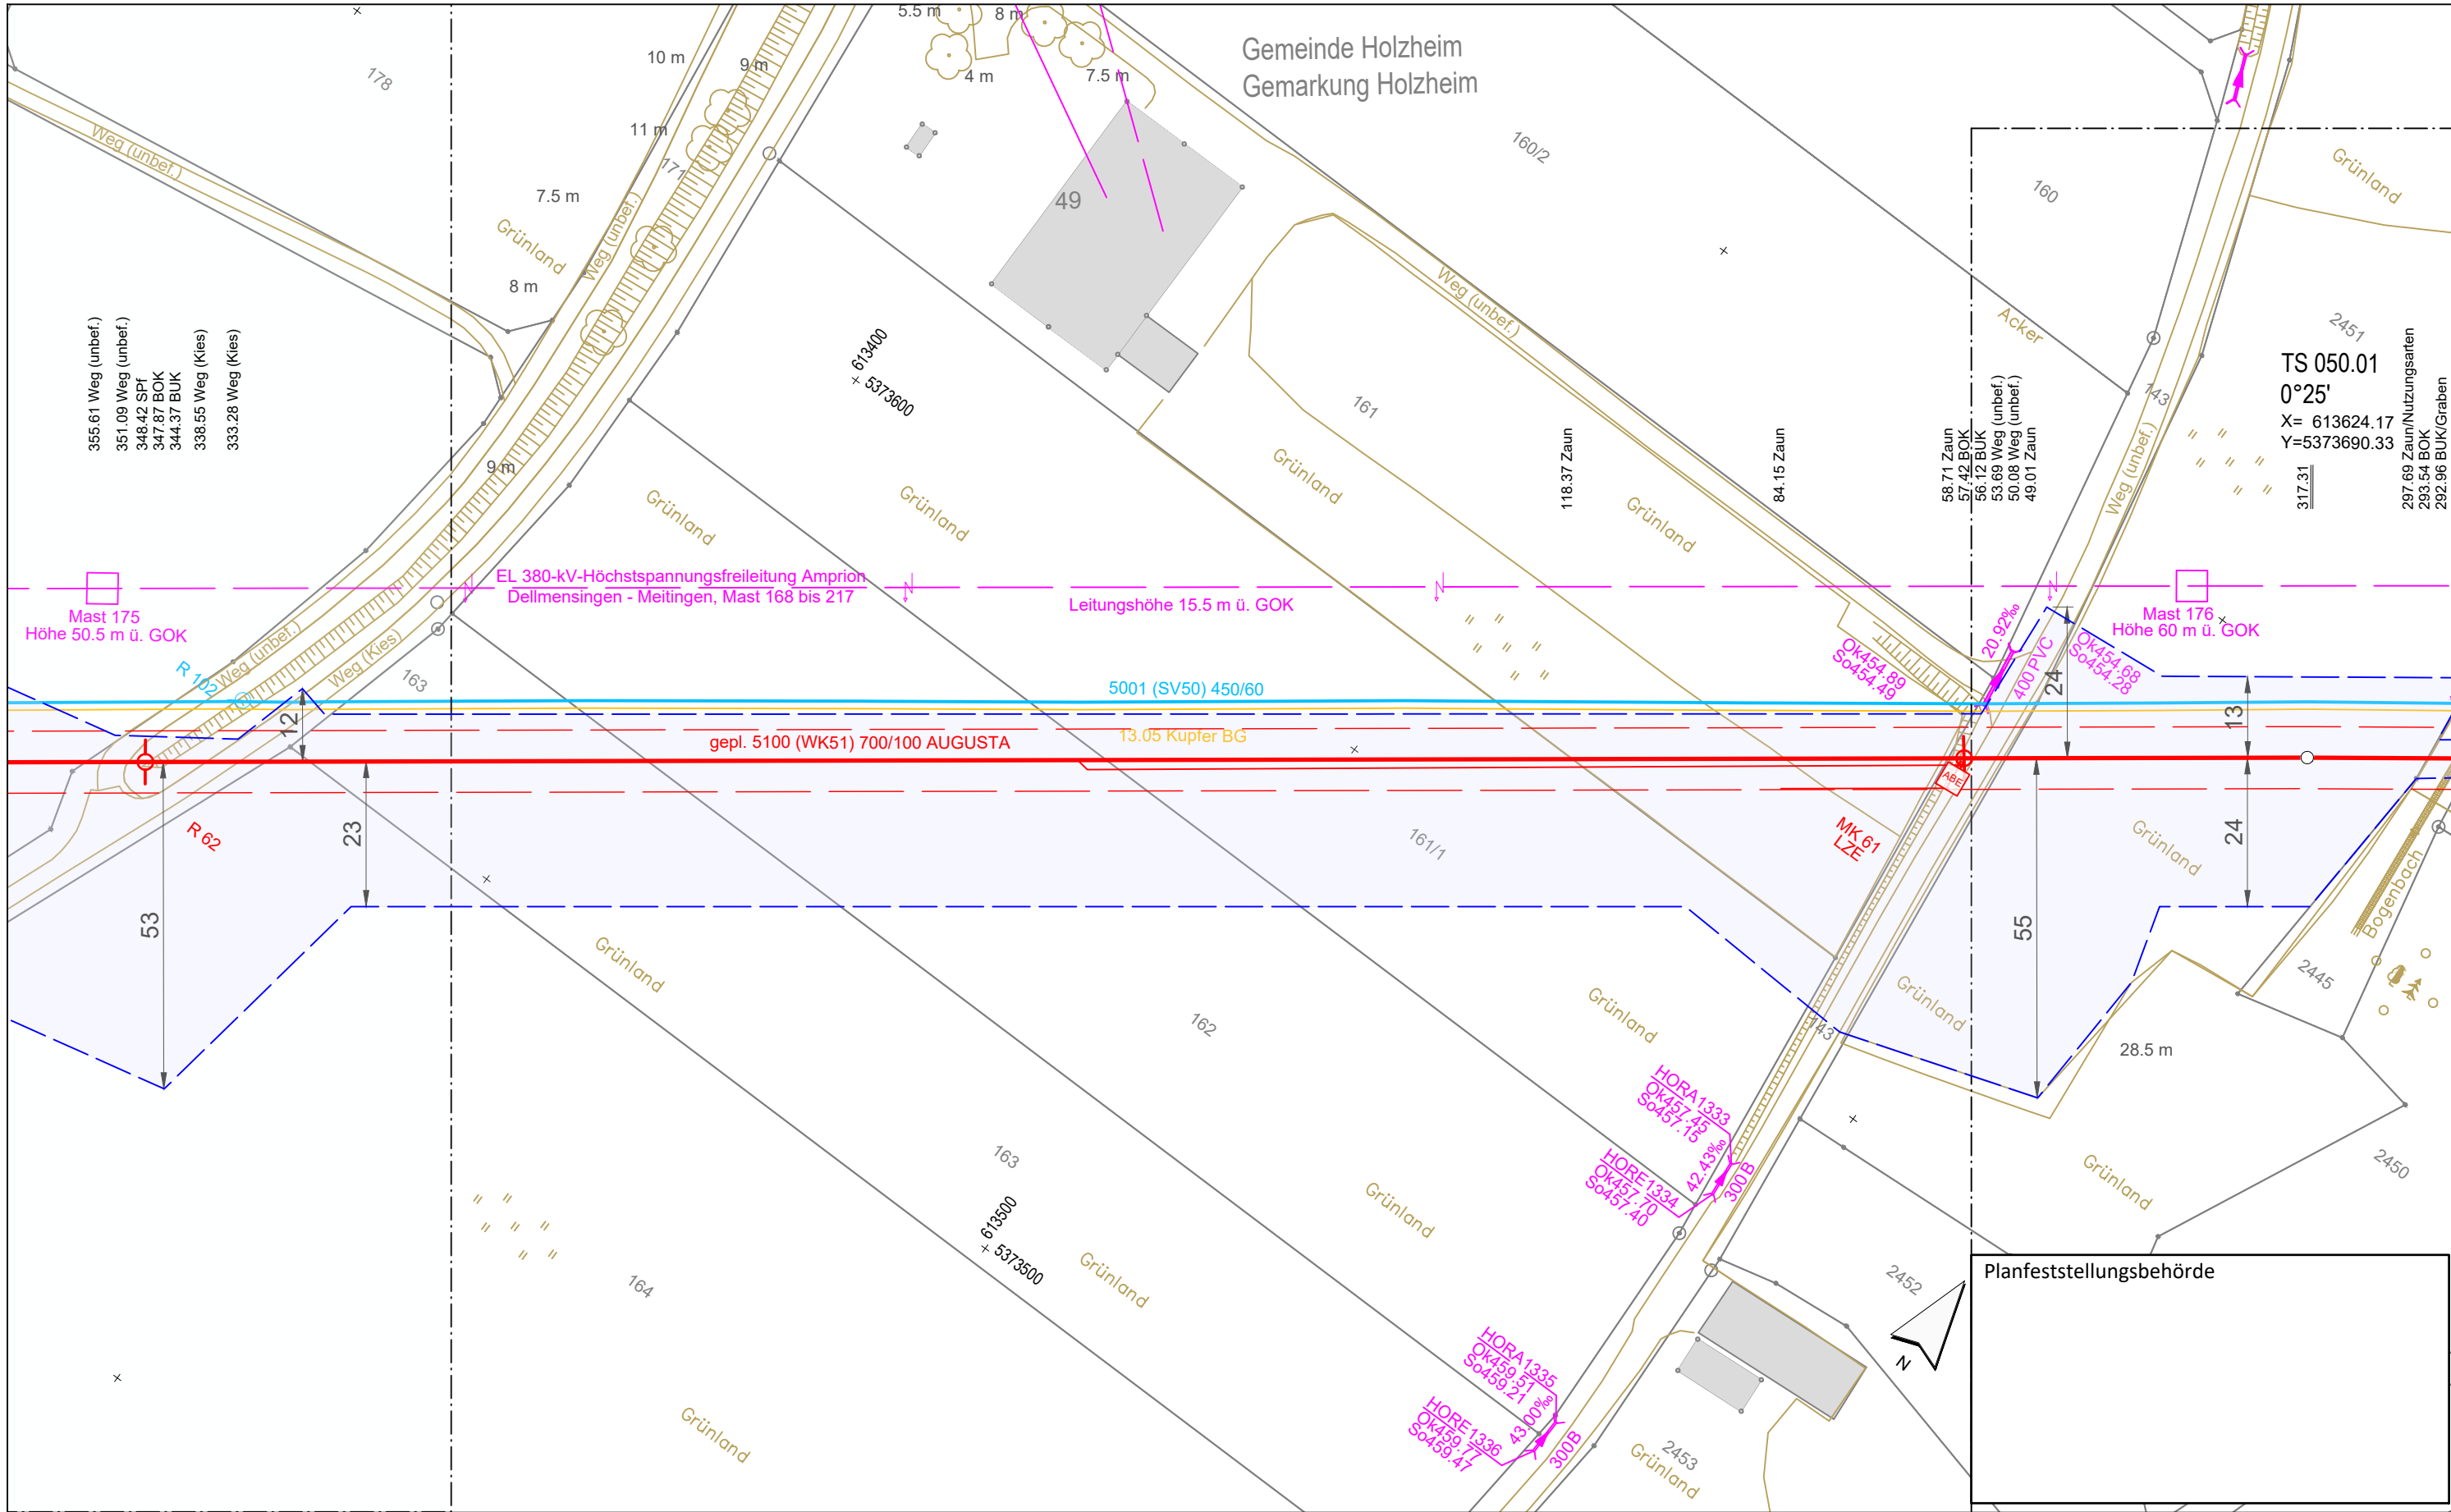 5.5 m
8 m
10 m
9 m
4 m
7.5 m
Gemeinde Holzheim
Gemarkung Holzheim
178
Weg (unbef.)
11 m
171
49
160/2
160
Grünland
7.5 m
Grünland
Weg (unbef.)
8 m
Weg (unbef.)
Acker
2451
355.61 Weg (unbef.)
351.09 Weg (unbef.)
348.42 SPf
347.87 BOK
344.37 BUK
338.55 Weg (Kies)
333.28 Weg (Kies)
613400
5373600
161
143
TS 050.01
0°25'
X= 613624.17
Y=5373690.33
317.31
297.69 Zaun/Nutzungsarten
293.54 BOK
292.96 BUK/Graben
118.37 Zaun
84.15 Zaun
58.71 Zaun
57.42 BOK
56.12 BUK
53.69 Weg (unbef.)
50.08 Weg (unbef.)
49.01 Zaun
Weg (unbef.)
9 m
Grünland
Grünland
Grünland
Grünland
EL 380-kV-Höchstspannungsfreileitung Amprion
Dellmensingen - Meitingen, Mast 168 bis 217
Leitungshöhe 15.5 m ü. GOK
Mast 175
Höhe 50.5 m ü. GOK
Mast 176
Höhe 60 m ü. GOK
N
N
N
N
R 102
Weg (unbef.)
Weg (Kies)
163
12
5001 (SV50) 450/60
13.05 Kupfer BG
gepl. 5100 (WK51) 700/100 AUGUSTA
Ok454.89
So454.49
20.92‰
400 PVC
24
Ok454.68
So454.28
13
ABE
MK 61
LZE
R 62
23
53
161/1
24
Grünland
Bogenbach
55
2445
Grünland
Grünland
Grünland
143
28.5 m
162
HORA1333
Ok457.45
So457.15
42.43‰
300B
HORE1334
Ok457.70
So457.40
163
Grünland
Grünland
2450
613500
5373500
Grünland
164
2452
N
Planfeststellungsbehörde
HORA1335
Ok459.51
So459.21
43.00‰
300B
HORE1336
Ok459.77
So459.47
Grünland
2453
Grünland